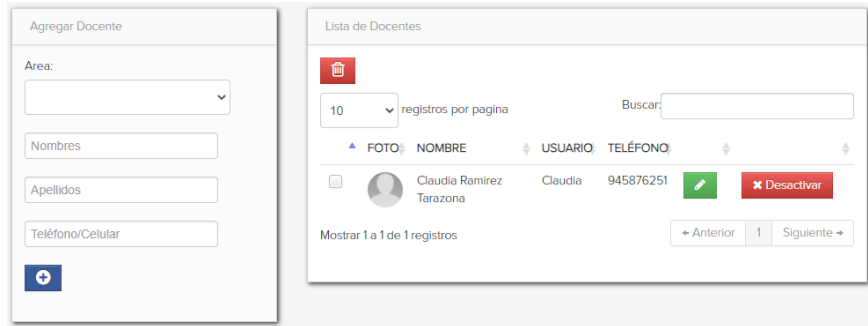 Agregar Docente
Area:
Nombres
Apellidos
Teléfono/Celular
Lista de Docentes
10 registros por pagina
Buscar:
FOTO NOMBRE USUARIO TELÉFONO
Claudia Ramirez Claudia 945876251 Desactivar
Tarazona
Mostrar 1 a 1 de 1 registros
← Anterior 1 Siguiente →